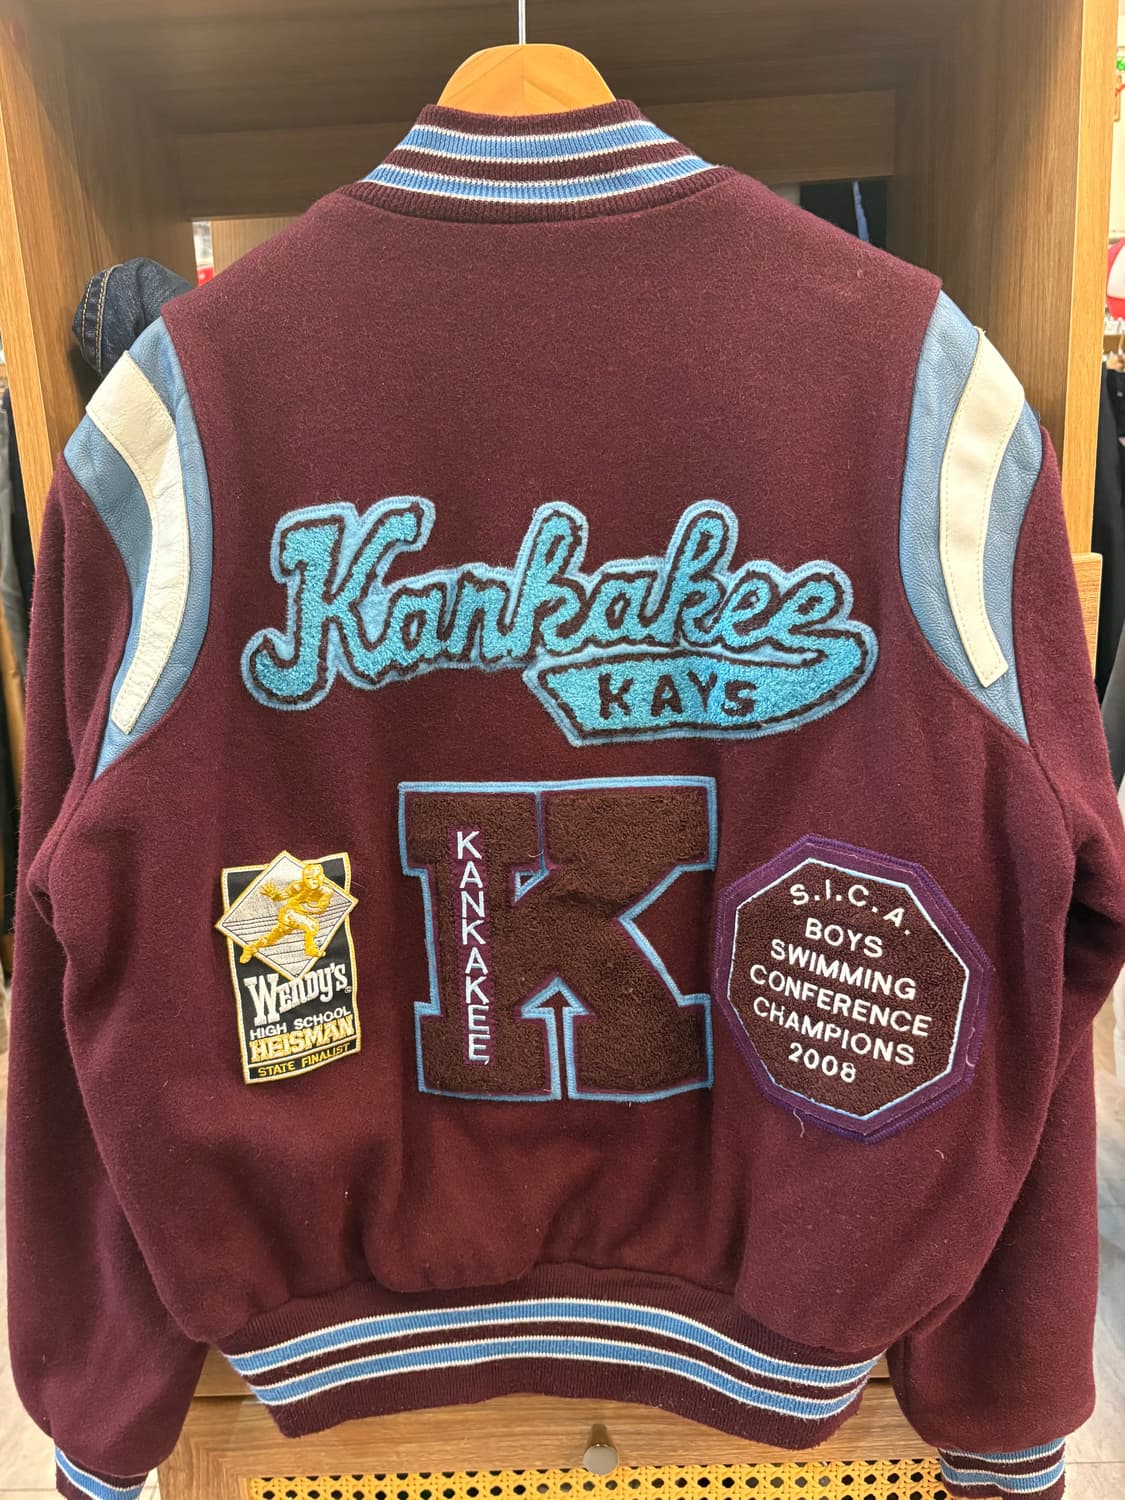 Kankakee
KAYS
KANKAKEE
WENDY'S
HIGH SCHOOL
HEISMAN
STATE FINALIST
S.I.C.A.
BOYS
SWIMMING
CONFERENCE
CHAMPIONS
2008